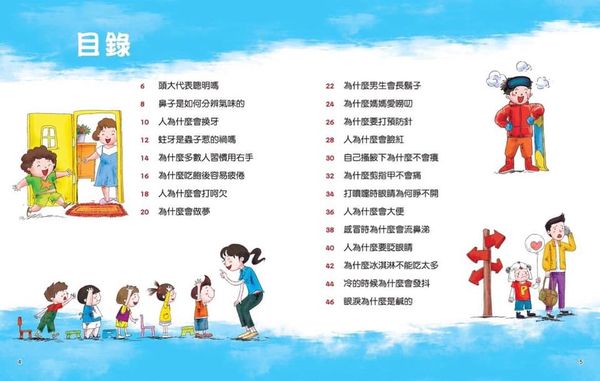 目錄
6 頭大代表聰明嗎
8 鼻子是如何分辨氣味的
10 人為什麼會換牙
12 蛀牙是蟲子惹的禍嗎
14 為什麼多數人習慣用右手
16 為什麼吃飽後容易疲倦
18 人為什麼會打呵欠
20 為什麼會做夢
22 為什麼男生會長鬍子
24 為什麼媽媽愛嘮叨
26 為什麼要打預防針
28 人為什麼會臉紅
30 自己搔腋下為什麼不會癢
32 為什麼剪指甲不會痛
34 打噴嚏時眼睛為何睜不開
36 人為什麼會大便
38 感冒時為什麼會流鼻涕
40 人為什麼要眨眼睛
42 為什麼冰淇淋不能吃太多
44 冷的時候為什麼會發抖
46 眼淚為什麼是鹹的
4
5